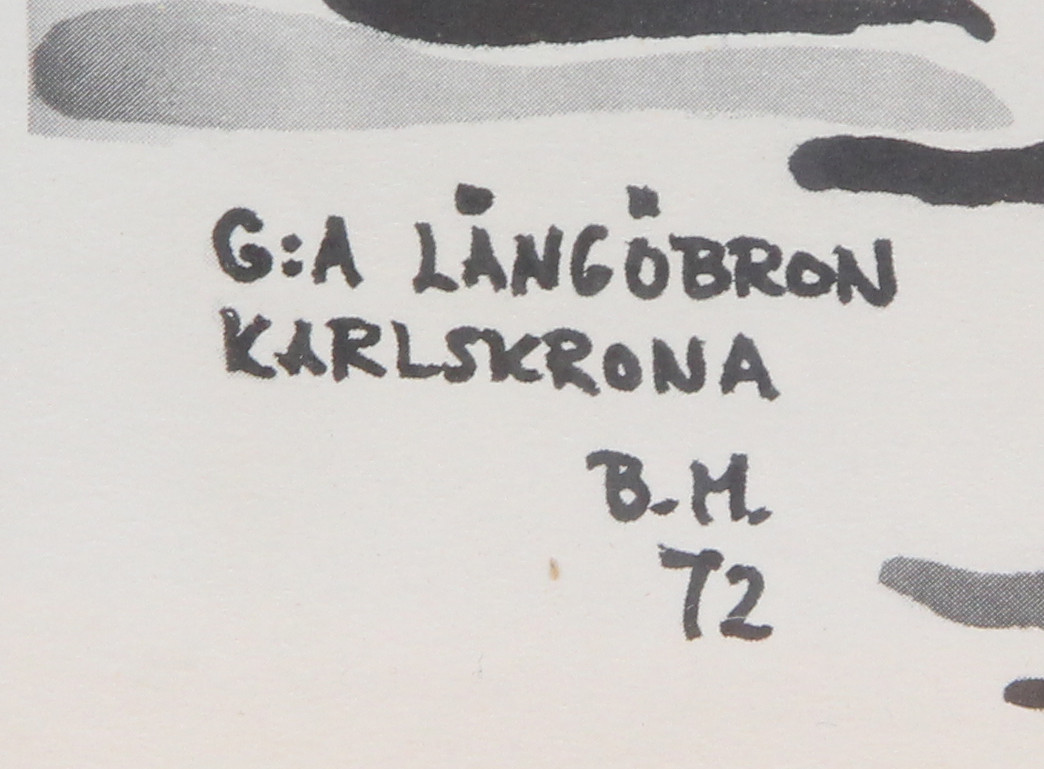 G:A LÅNGÖBRON
KARLSKRONA
B.M.
72